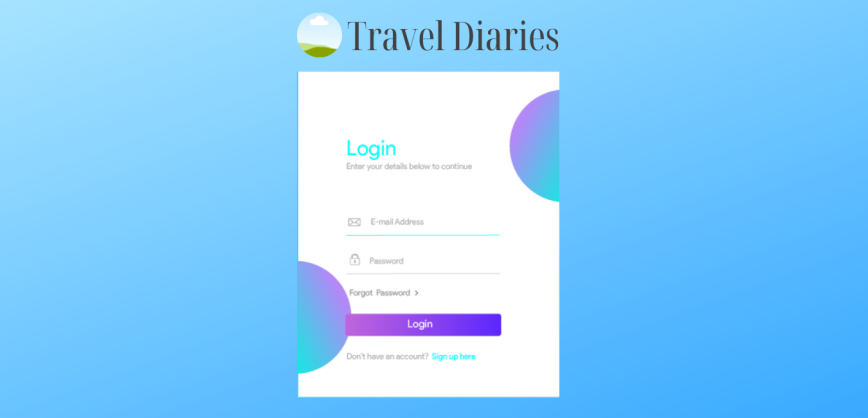 Travel Diaries
Login
Enter your details below to continue
E-mail Address
Password
Forgot Password >
Login
Don't have an account? Sign up here